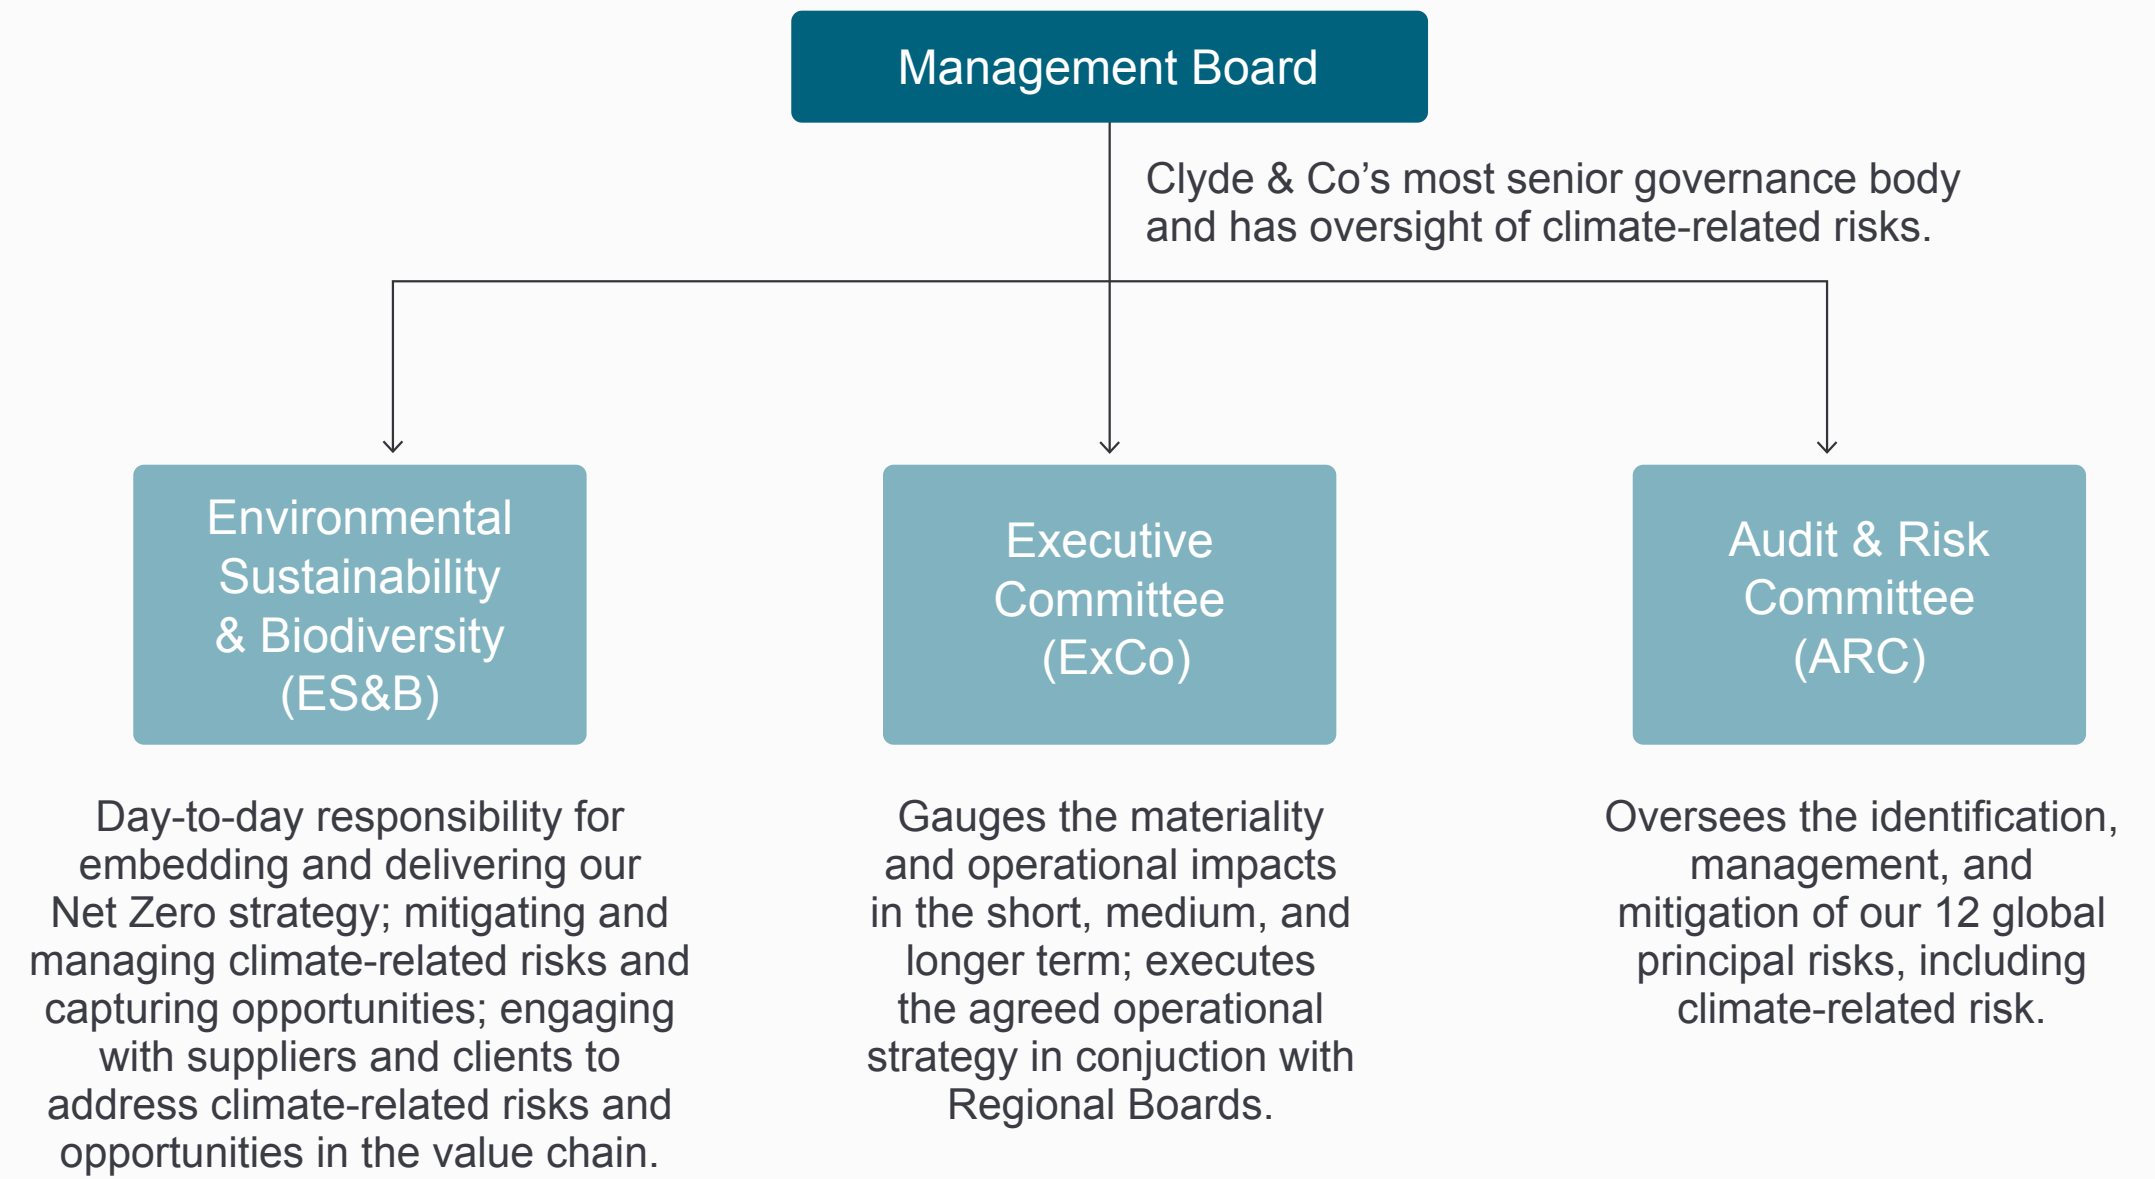 Management Board
Clyde & Co’s most senior governance body
and has oversight of climate-related risks.
Environmental
Sustainability
& Biodiversity
(ES&B)
Day-to-day responsibility for
embedding and delivering our
Net Zero strategy; mitigating and
managing climate-related risks and
capturing opportunities; engaging
with suppliers and clients to
address climate-related risks and
opportunities in the value chain.
Executive
Committee
(ExCo)
Gauges the materiality
and operational impacts
in the short, medium, and
longer term; executes
the agreed operational
strategy in conjuction with
Regional Boards.
Audit & Risk
Committee
(ARC)
Oversees the identification,
management, and
mitigation of our 12 global
principal risks, including
climate-related risk.